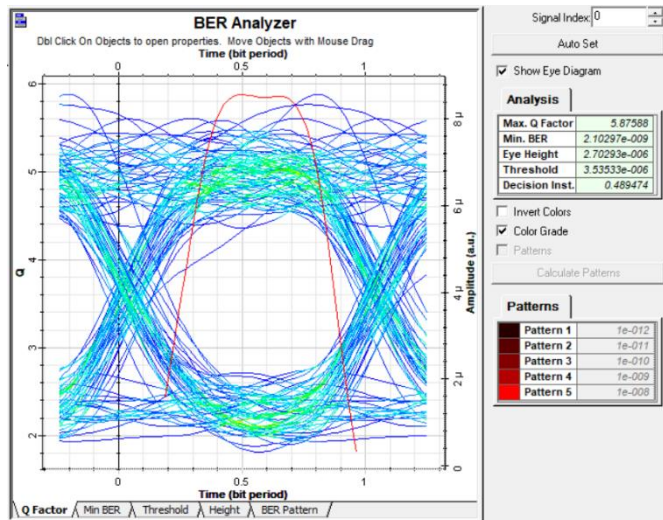 BER Analyzer
Dbl Click On Objects to open properties. Move Objects with Mouse Drag
Time (bit period)
0 0.5 1
6
5
4
3
2
Q
8 µ
6 µ
4 µ
2 µ
0
Amplitude (a.u.)
0 0.5 1
Time (bit period)
Q Factor Min BER Threshold Height BER Pattern
Signal Index: 0
Auto Set
Show Eye Diagram
Analysis
Max. Q Factor 5.87588
Min. BER 2.10297e-009
Eye Height 2.70293e-006
Threshold 3.53533e-006
Decision Inst. 0.489474
Invert Colors
Color Grade
Patterns
Calculate Patterns
Patterns
Pattern 1 1e-012
Pattern 2 1e-011
Pattern 3 1e-010
Pattern 4 1e-009
Pattern 5 1e-008